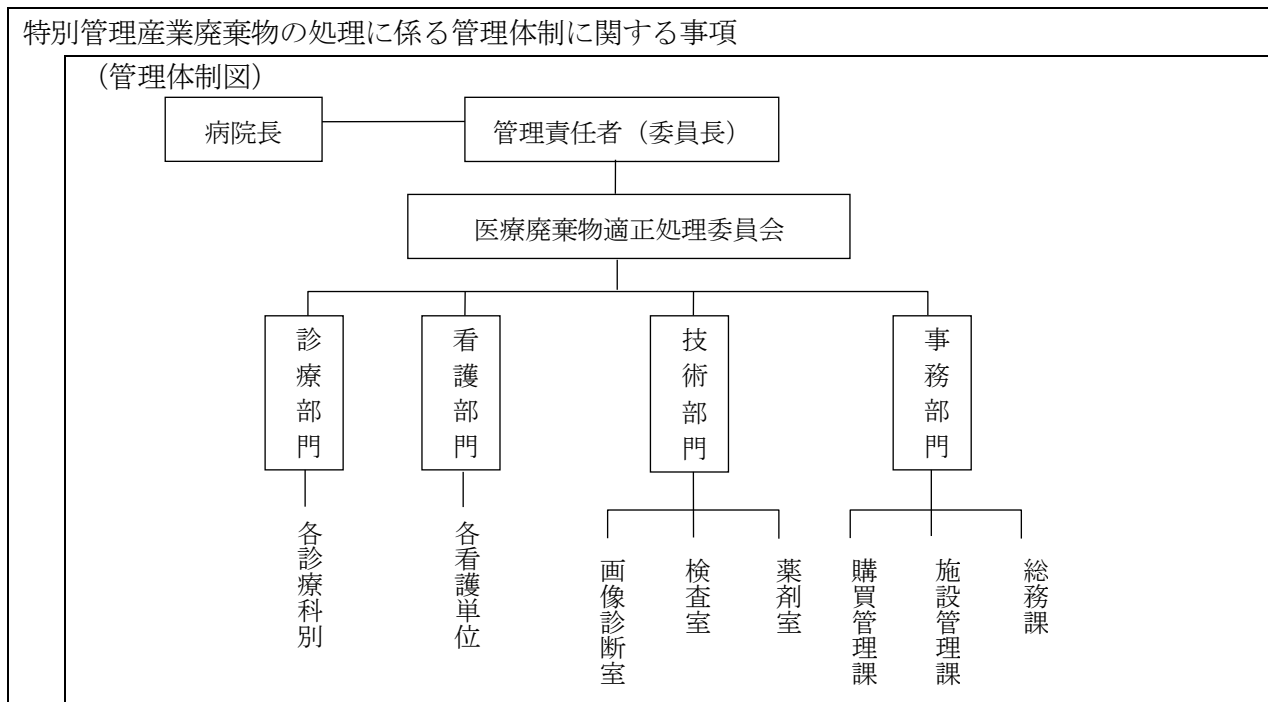 特別管理産業廃棄物の処理に係る管理体制に関する事項
（管理体制図）
病院長
管理責任者（委員長）
医療廃棄物適正処理委員会
診療部門
看護部門
技術部門
事務部門
各診療科別
各看護単位
画像診断室
検査室
薬剤室
購買管理課
施設管理課
総務課